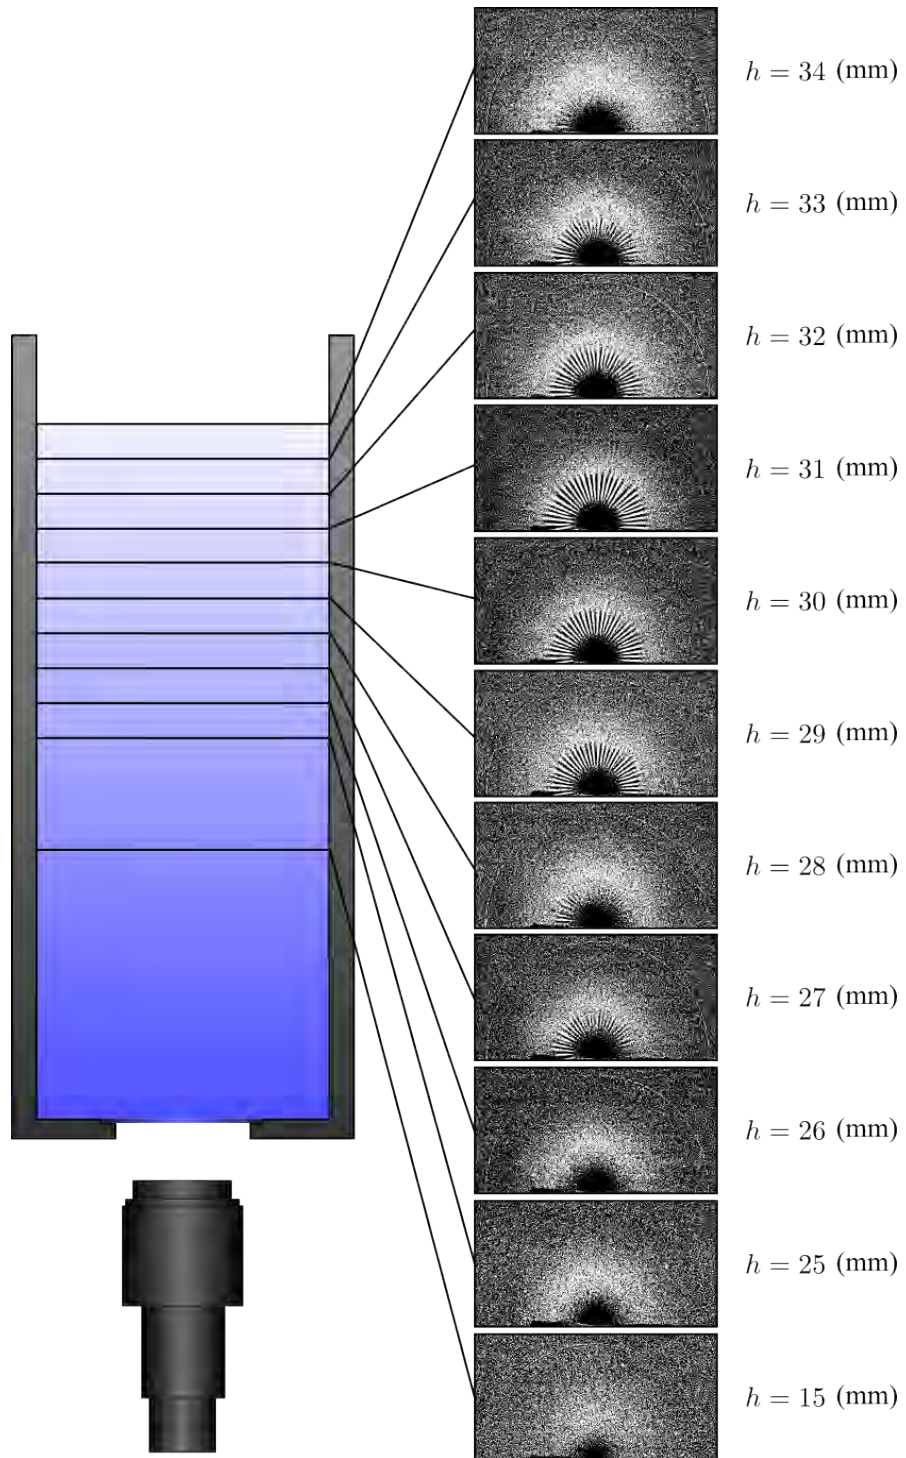 h = 34 (mm)
h = 33 (mm)
h = 32 (mm)
h = 31 (mm)
h = 30 (mm)
h = 29 (mm)
h = 28 (mm)
h = 27 (mm)
h = 26 (mm)
h = 25 (mm)
h = 15 (mm)